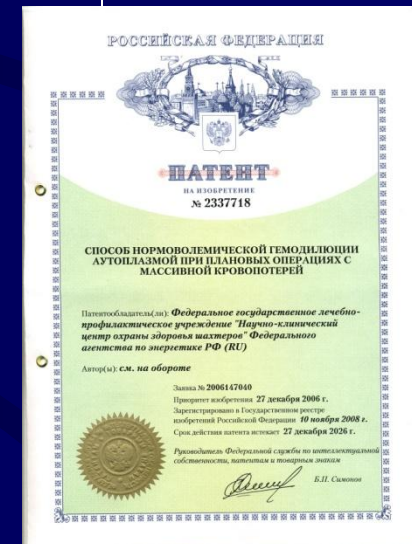 РОССИЙСКАЯ ФЕДЕРАЦИЯ
ПАТЕНТ
НА ИЗОБРЕТЕНИЕ
№ 2337718
СПОСОБ НОРМОВОЛЕМИЧЕСКОЙ ГЕМОДИЛЮЦИИ
АУТОПЛАЗМОЙ ПРИ ПЛАНОВЫХ ОПЕРАЦИЯХ С
МАССИВНОЙ КРОВОПОТЕРЕЙ
Патентообладатель(ли): Федеральное государственное лечебно-
профилактическое учреждение "Научно-клинический
центр охраны здоровья шахтеров" Федерального
агентства по энергетике РФ (RU)
Автор(ы): см. на обороте
Заявка № 2006147040
Приоритет изобретения 27 декабря 2006 г.
Зарегистрировано в Государственном реестре
изобретений Российской Федерации 10 ноября 2008 г.
Срок действия патента истекает 27 декабря 2026 г.
Руководитель Федеральной службы по интеллектуальной
собственности, патентам и товарным знакам
Б.П. Симонов